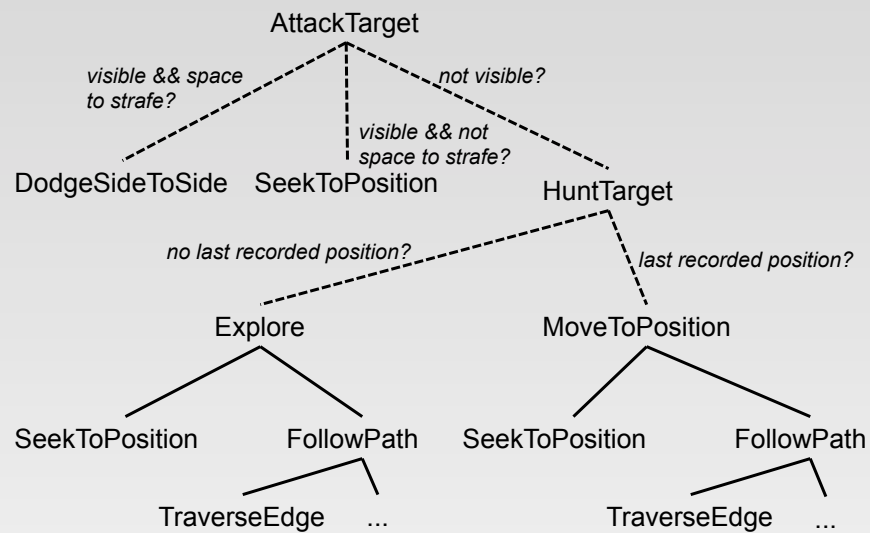 AttackTarget
visible && space
to strafe?
not visible?
visible && not
space to strafe?
DodgeSideToSide
SeekToPosition
HuntTarget
no last recorded position?
last recorded position?
Explore
MoveToPosition
SeekToPosition
FollowPath
SeekToPosition
FollowPath
TraverseEdge
...
TraverseEdge
...